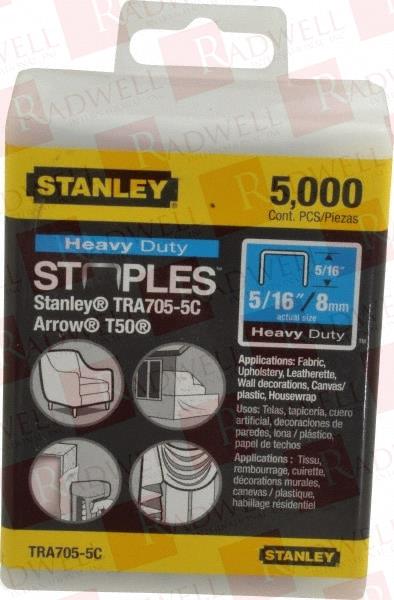 STANLEY®
5,000
Cont. PCS/Piezas
Heavy Duty
STAPLES™
Stanley® TRA705-5C
Arrow® T50®
5/16"
5/16"/8mm
actual size
Heavy Duty
Applications: Fabric,
Upholstery, Leatherette,
Wall decorations, Canvas/
plastic, Housewrap
Usos: Telas, tapicería, cuero
artificial, decoraciones de
paredes, lona / plástico,
papel de techos
Applications : Tissu,
rembourrage, cuirette,
décorations murales,
canevas / plastique,
habillage résidentiel
TRA705-5C
STANLEY®
RADWELL